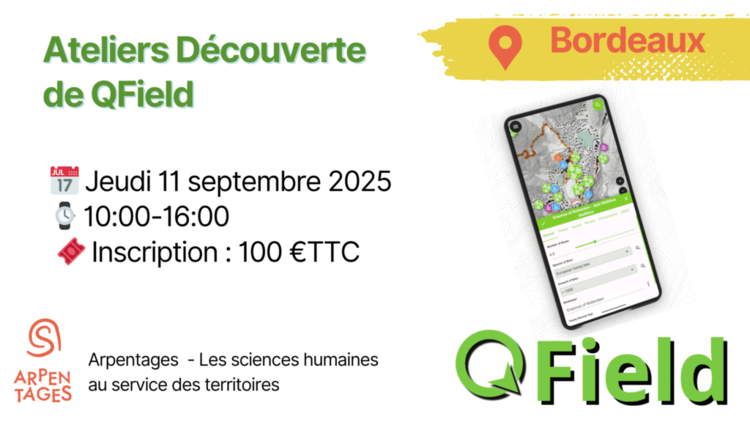 Ateliers Découverte
de QField
Bordeaux
JUL
17
Jeudi 11 septembre 2025
10:00-16:00
Inscription : 100 €TTC
ARPEN
TAGES
Arpentages - Les sciences humaines
au service des territoires
QField